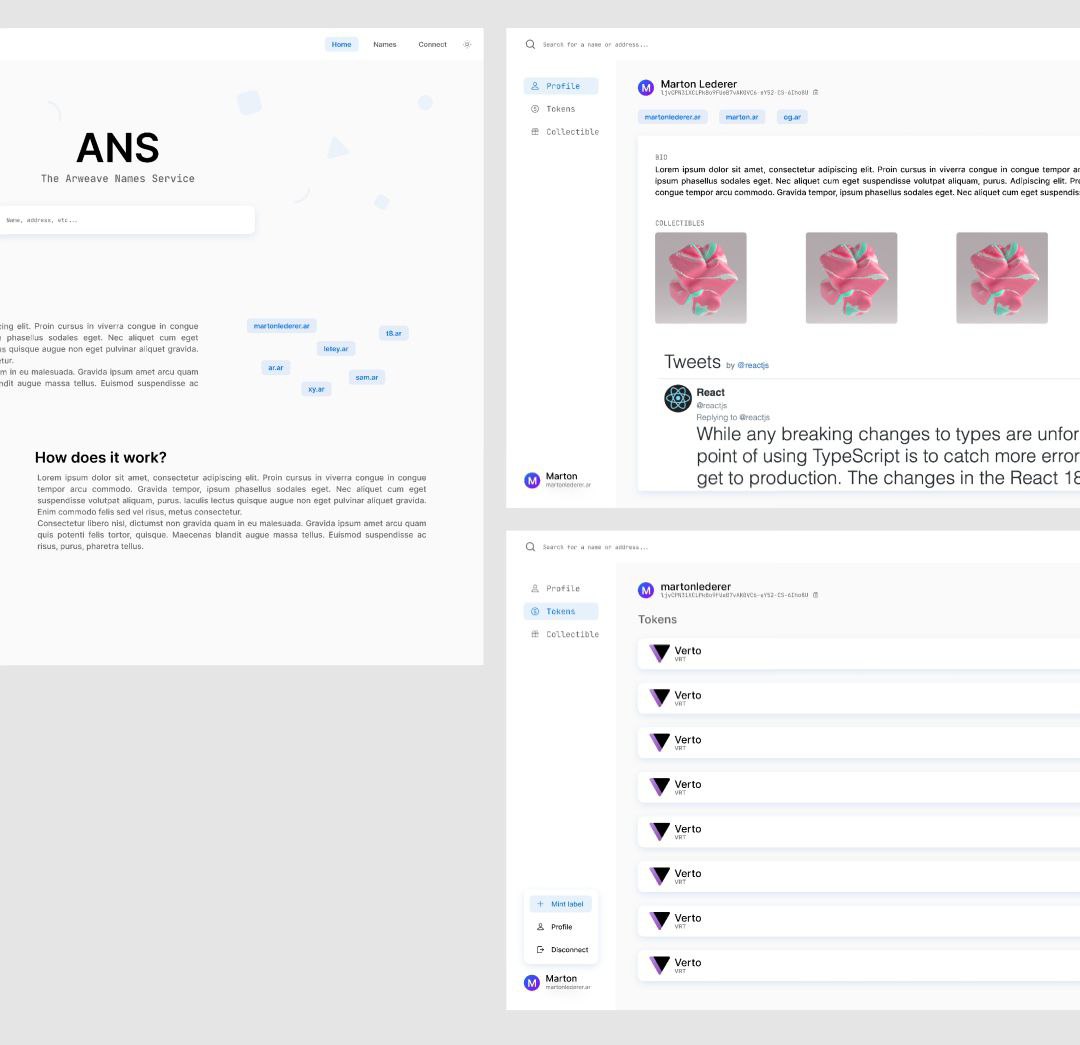 Home
Names
Connect
ANS
The Arweave Names Service
Name, address, etc...
cing elit. Proin cursus in viverra congue in congue
phasellus sodales eget. Nec aliquet cum eget
us quisque augue non eget pulvinar aliquet gravida.
etur.
m in eu malesuada. Gravida ipsum amet arcu quam
ndit augue massa tellus. Euismod suspendisse ac
martonlederer.ar
t8.ar
letey.ar
ar.ar
sam.ar
xy.ar
How does it work?
Lorem ipsum dolor sit amet, consectetur adipiscing elit. Proin cursus in viverra congue in congue
tempor arcu commodo. Gravida tempor, ipsum phasellus sodales eget. Nec aliquet cum eget
suspendisse volutpat aliquam, purus. Iaculis lectus quisque augue non eget pulvinar aliquet gravida.
Enim commodo felis sed vel risus, metus consectetur.
Consectetur libero nisl, dictumst non gravida quam in eu malesuada. Gravida ipsum amet arcu quam
quis potenti felis tortor, quisque. Maecenas blandit augue massa tellus. Euismod suspendisse ac
risus, purus, pharetra tellus.
Search for a name or address...
Profile
Tokens
Collectible
Marton
martonlederer.ar
M
M
Marton Lederer
martonlederer.ar
marton.ar
og.ar
BIO
Lorem ipsum dolor sit amet, consectetur adipiscing elit. Proin cursus in viverra congue in congue tempor ar
ipsum phasellus sodales eget. Nec aliquet cum eget suspendisse volutpat aliquam, purus. Adipiscing elit. Pro
congue tempor arcu commodo. Gravida tempor, ipsum phasellus sodales eget. Nec aliquet cum eget suspendis
COLLECTIBLES
Tweets by @reactjs
React
@reactjs
Replying to @reactjs
While any breaking changes to types are unfor
point of using TypeScript is to catch more error
get to production. The changes in the React 18
Search for a name or address...
Profile
Tokens
Collectible
Mint label
Profile
Disconnect
M
Marton
martonlederer.ar
M
martonlederer
Tokens
Verto
VRT
Verto
VRT
Verto
VRT
Verto
VRT
Verto
VRT
Verto
VRT
Verto
VRT
Verto
VRT